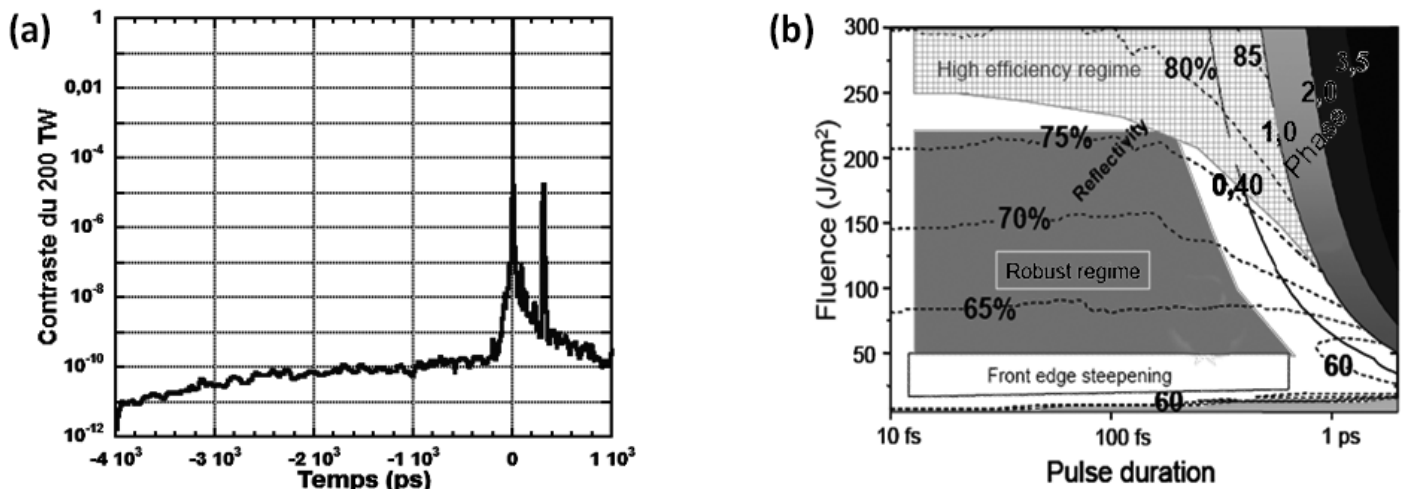 (a)
Contraste du 200 TW
1
0,01
10⁻⁴
10⁻⁶
10⁻⁸
10⁻¹⁰
10⁻¹²
-4 10³
-3 10³
-2 10³
-1 10³
0
1 10³
Temps (ps)
(b)
Fluence (J/cm²)
300
250
200
150
100
50
High efficiency regime
80%
85
3,5
2,0
1,0
Phase
75%
Reflectivity
0,40
70%
Robust regime
65%
60
Front edge steepening
60
10 fs
100 fs
1 ps
Pulse duration